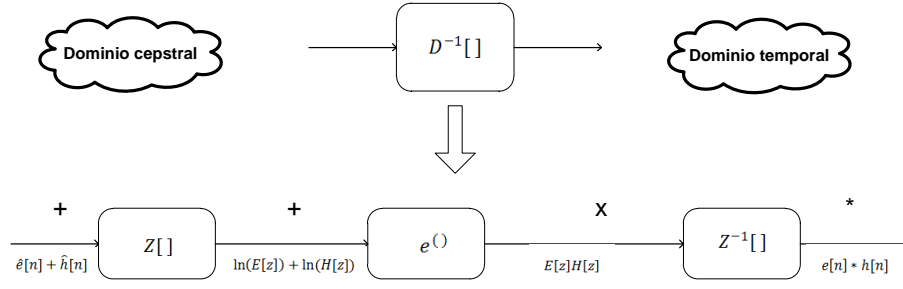 Dominio cepstral
D⁻¹[]
Dominio temporal
+
+
x
*
Z[]
e⁽⁾
Z⁻¹[]
ê[n] + ĥ[n]
ln(E[z]) + ln(H[z])
E[z]H[z]
e[n] * h[n]